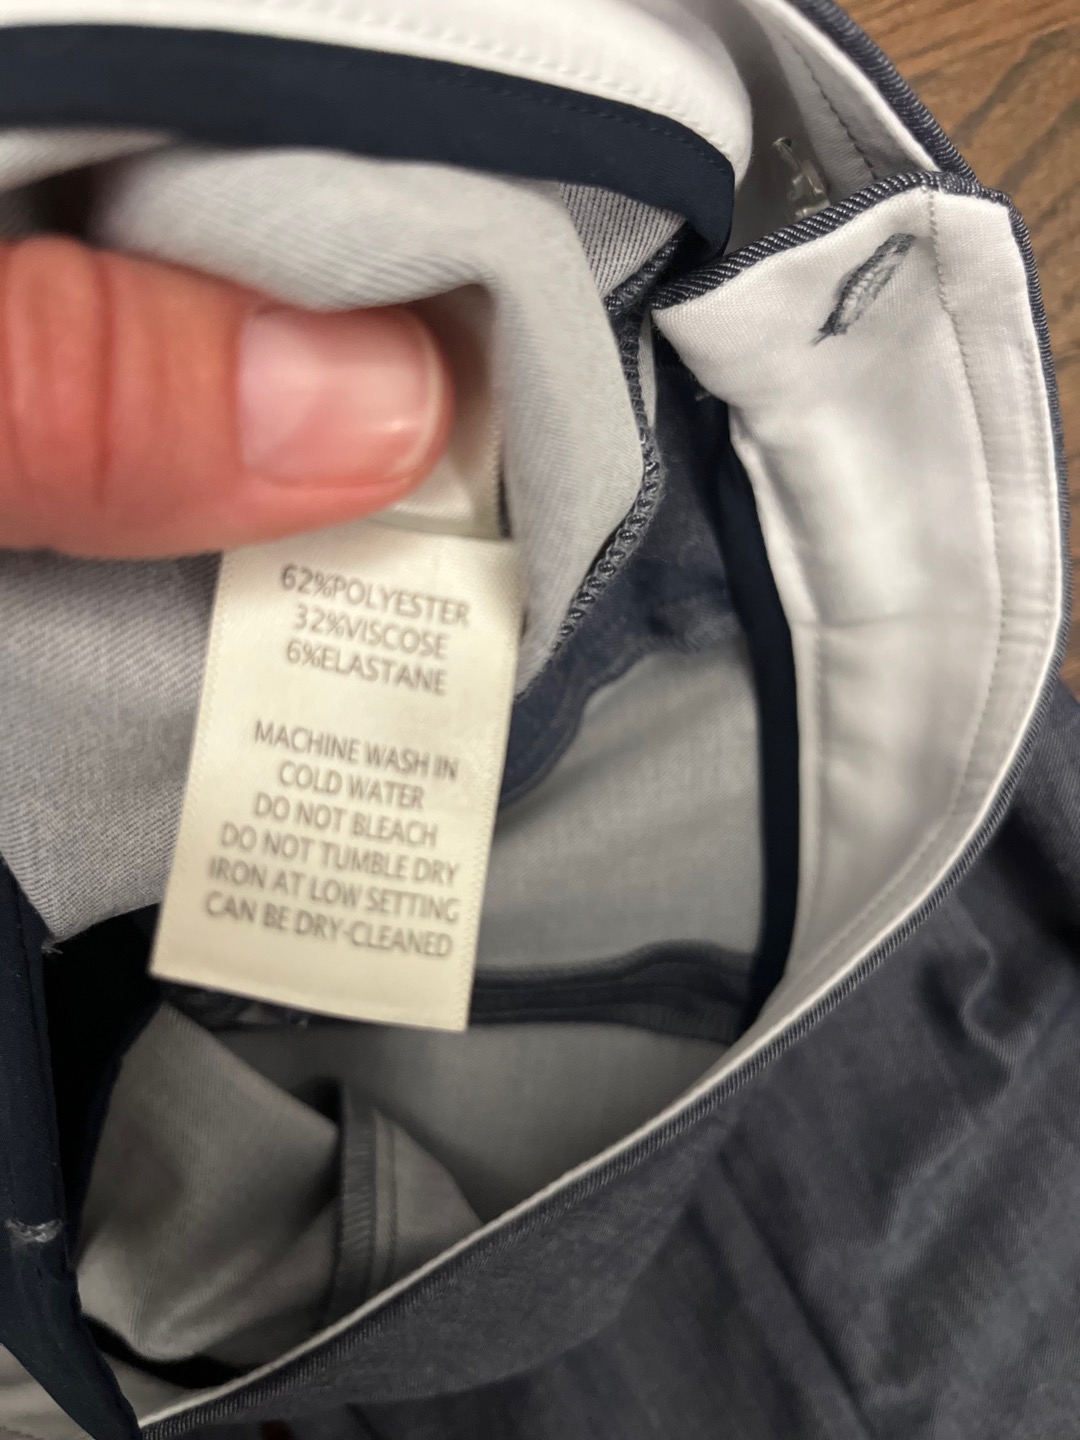 62%POLYESTER
32%VISCOSE
6%ELASTANE
MACHINE WASH IN
COLD WATER
DO NOT BLEACH
DO NOT TUMBLE DRY
IRON AT LOW SETTING
CAN BE DRY-CLEANED